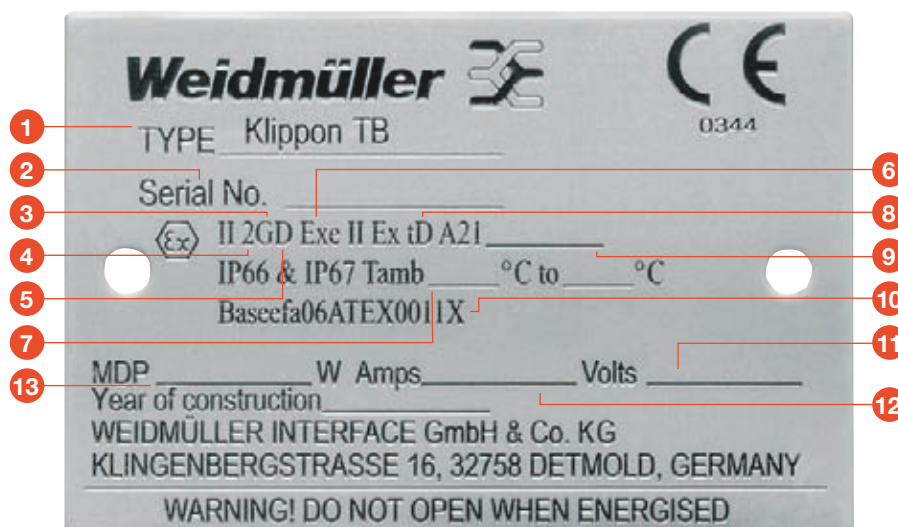 Weidmüller
CE
0344
1 TYPE Klippon TB
2 Serial No.
6
3
Ex II 2GD Exe II Ex tD A21
8
4
9
5 IP66 & IP67 Tamb °C to °C
Baseefa06ATEX0011X 10
7
11
13 MDP W Amps Volts
12
Year of construction
WEIDMÜLLER INTERFACE GmbH & Co. KG
KLINGENBERGSTRASSE 16, 32758 DETMOLD, GERMANY
WARNING! DO NOT OPEN WHEN ENERGISED